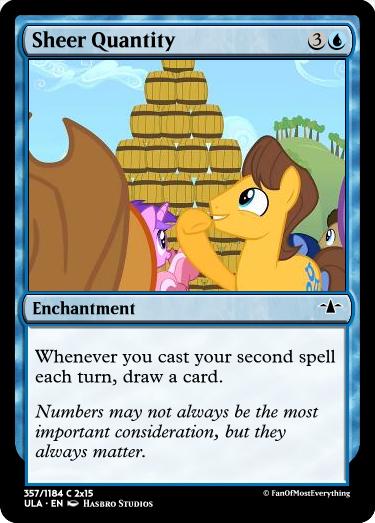 Sheer Quantity 3
Enchantment
Whenever you cast your second spell
each turn, draw a card.
Numbers may not always be the most
important consideration, but they
always matter.
357/1184 C 2x15
ULA • EN Hasbro Studios
© FanOfMostEverything